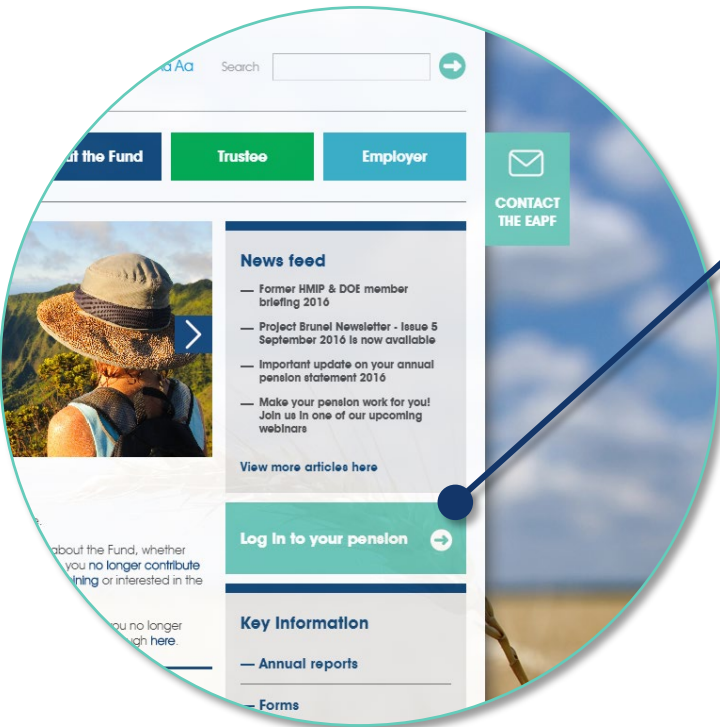 Aa
Search
the Fund
Trustee
Employer
CONTACT
THE EAPF
News feed
— Former HMIP & DOE member
briefing 2016
— Project Brunel Newsletter - Issue 5
September 2016 is now available
— Important update on your annual
pension statement 2016
— Make your pension work for you!
Join us in one of our upcoming
webinars
View more articles here
Log in to your pension
about the Fund, whether
you no longer contribute
or interested in the
you no longer
here.
Key Information
— Annual reports
— Forms